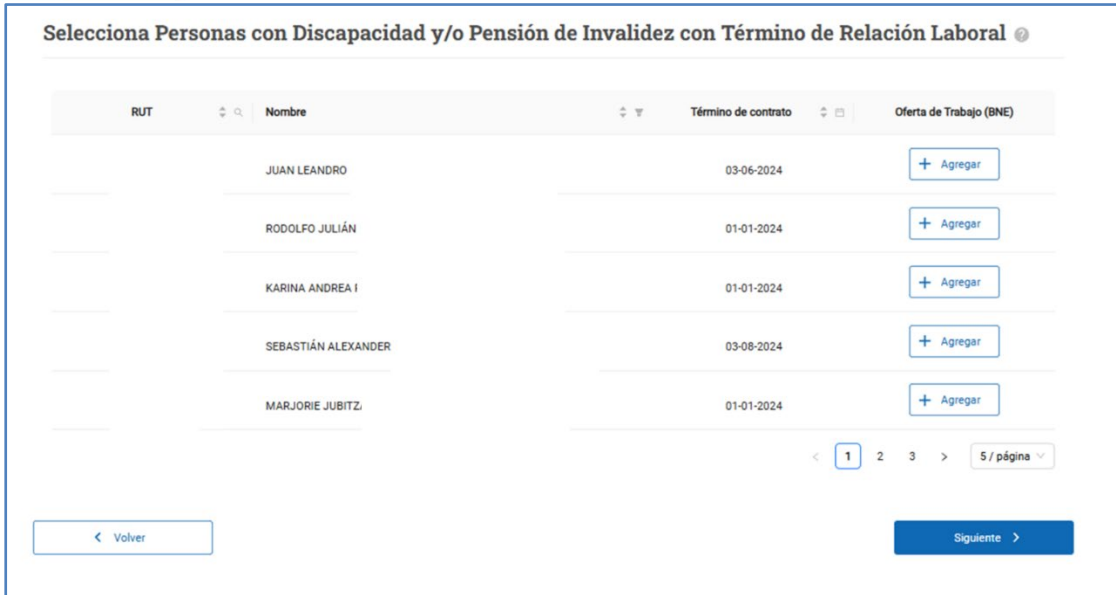 Selecciona Personas con Discapacidad y/o Pensión de Invalidez con Término de Relación Laboral
RUT Nombre Término de contrato Oferta de Trabajo (BNE)
JUAN LEANDRO 03-06-2024 + Agregar
RODOLFO JULIÁN 01-01-2024 + Agregar
KARINA ANDREA 01-01-2024 + Agregar
SEBASTIÁN ALEXANDER 03-08-2024 + Agregar
MARJORIE JUBITZ 01-01-2024 + Agregar
< 1 2 3 > 5 / página
< Volver Siguiente >